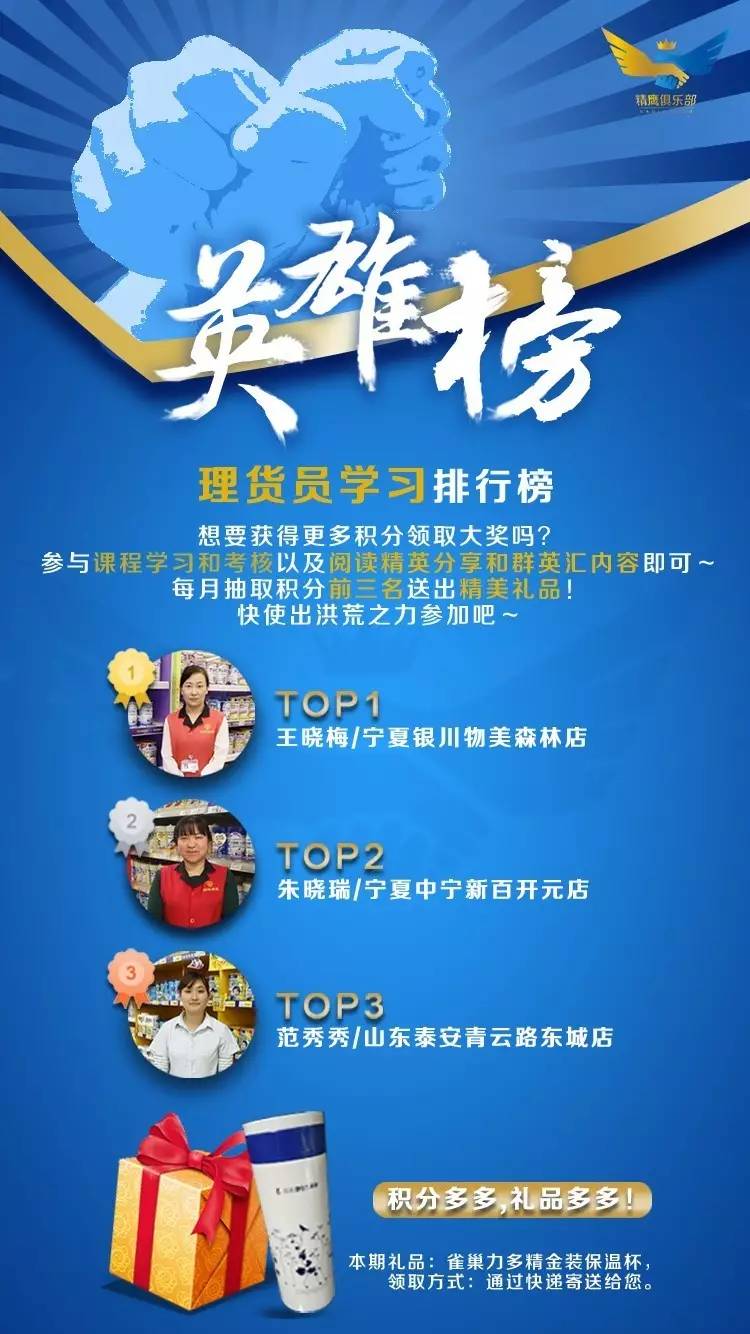 精鹰俱乐部
英雄榜
理货员学习排行榜
想要获得更多积分领取大奖吗？
参与课程学习和考核以及阅读精英分享和群英汇内容即可～
每月抽取积分前三名送出精美礼品！
快使出洪荒之力参加吧～
1
TOP1
王晓梅/宁夏银川物美森林店
2
TOP2
朱晓瑞/宁夏中宁新百开元店
3
TOP3
范秀秀/山东泰安青云路东城店
积分多多,礼品多多！
本期礼品：雀巢力多精金装保温杯，
领取方式：通过快递寄送给您。